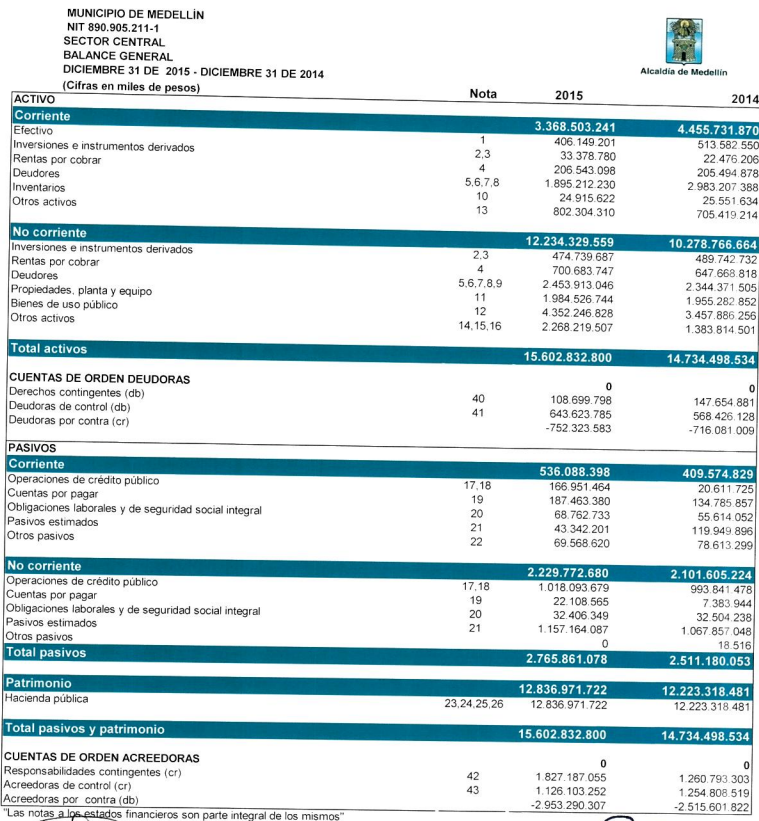 MUNICIPIO DE MEDELLÍN
NIT 890.905.211-1
SECTOR CENTRAL
BALANCE GENERAL
DICIEMBRE 31 DE 2015 - DICIEMBRE 31 DE 2014
(Cifras en miles de pesos)
Alcaldía de Medellín
Nota 2015 2014
ACTIVO
Corriente 3.368.503.241 4.455.731.870
Efectivo 1 406.149.201 513.582.550
Inversiones e instrumentos derivados 2,3 33.378.780 22.476.206
Rentas por cobrar 4 206.543.098 205.494.878
Deudores 5,6,7,8 1.895.212.230 2.983.207.388
Inventarios 10 24.915.622 25.551.634
Otros activos 13 802.304.310 705.419.214
No corriente 12.234.329.559 10.278.766.664
Inversiones e instrumentos derivados 2,3 474.739.687 489.742.732
Rentas por cobrar 4 700.683.747 647.668.818
Deudores 5,6,7,8,9 2.453.913.046 2.344.371.505
Propiedades, planta y equipo 11 1.984.526.744 1.955.282.852
Bienes de uso público 12 4.352.246.828 3.457.886.256
Otros activos 14,15,16 2.268.219.507 1.383.814.501
Total activos 15.602.832.800 14.734.498.534
CUENTAS DE ORDEN DEUDORAS 0 0
Derechos contingentes (db) 40 108.699.798 147.654.881
Deudoras de control (db) 41 643.623.785 568.426.128
Deudoras por contra (cr) -752.323.583 -716.081.009
PASIVOS
Corriente 536.088.398 409.574.829
Operaciones de crédito público 17,18 166.951.464 20.611.725
Cuentas por pagar 19 187.463.380 134.785.857
Obligaciones laborales y de seguridad social integral 20 68.762.733 55.614.052
Pasivos estimados 21 43.342.201 119.949.896
Otros pasivos 22 69.568.620 78.613.299
No corriente 2.229.772.680 2.101.605.224
Operaciones de crédito público 17,18 1.018.093.679 993.841.478
Cuentas por pagar 19 22.108.565 7.383.944
Obligaciones laborales y de seguridad social integral 20 32.406.349 32.504.238
Pasivos estimados 21 1.157.164.087 1.067.857.048
Otros pasivos 0 18.516
Total pasivos 2.765.861.078 2.511.180.053
Patrimonio 12.836.971.722 12.223.318.481
Hacienda pública 23,24,25,26 12.836.971.722 12.223.318.481
Total pasivos y patrimonio 15.602.832.800 14.734.498.534
CUENTAS DE ORDEN ACREEDORAS 0 0
Responsabilidades contingentes (cr) 42 1.827.187.055 1.260.793.303
Acreedoras de control (cr) 43 1.126.103.252 1.254.808.519
Acreedoras por contra (db) -2.953.290.307 -2.515.601.822
"Las notas a los estados financieros son parte integral de los mismos"